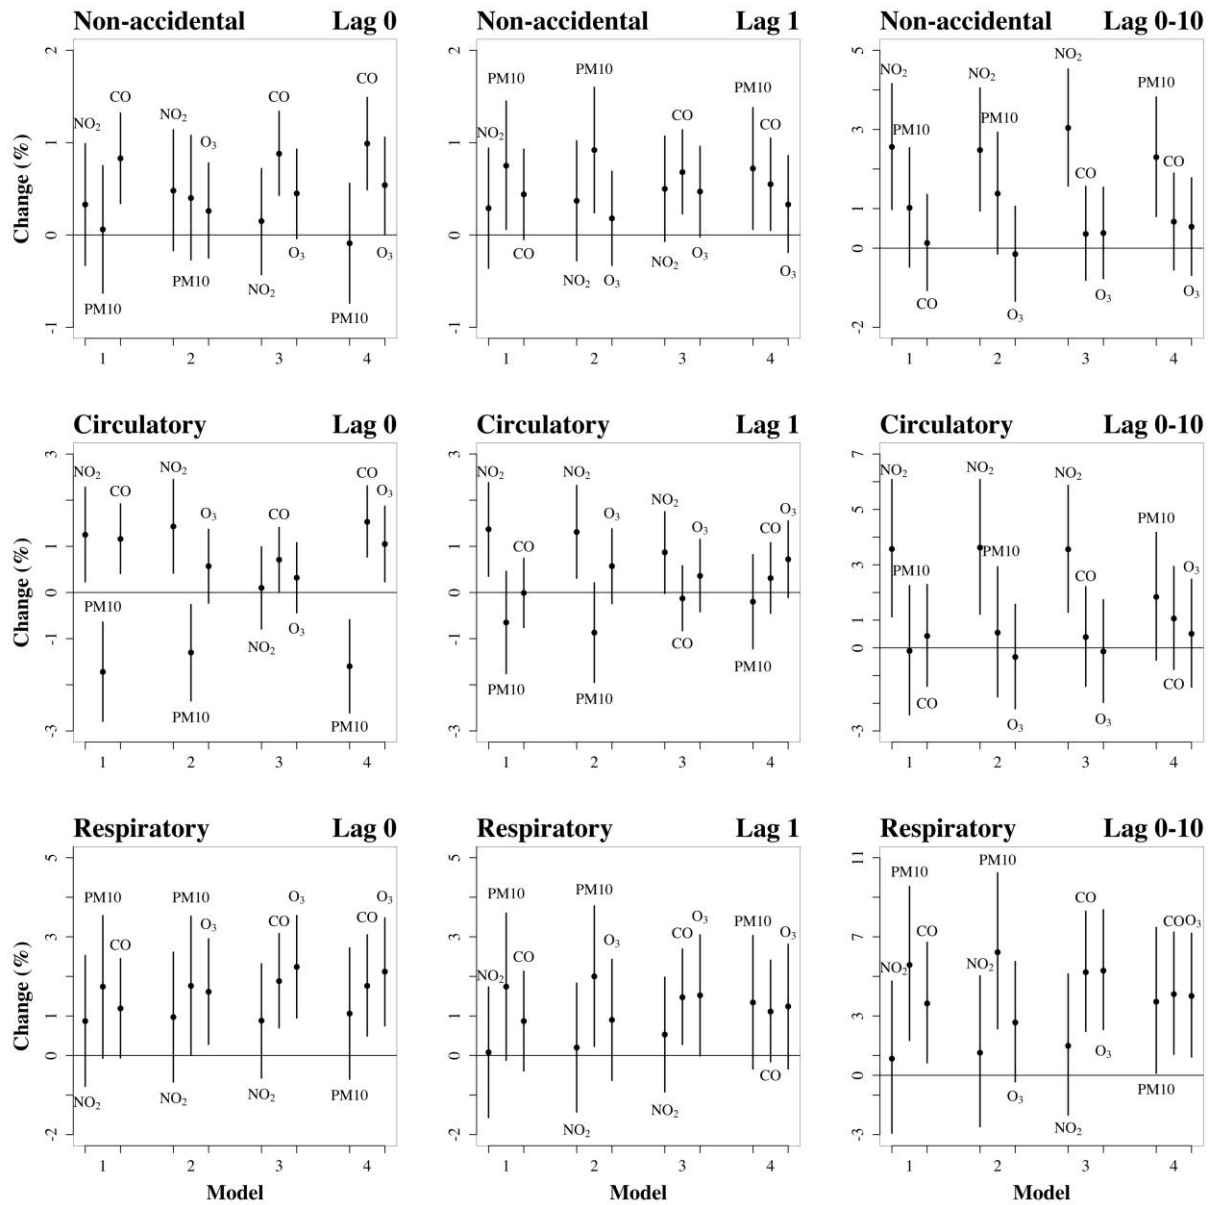 Non-accidental Lag 0
Change (%)
2
1
0
-1
NO₂
PM10
CO
NO₂
PM10
O₃
NO₂
CO
O₃
PM10
CO
O₃
1 2 3 4
Non-accidental Lag 1
2
1
0
-1
NO₂
PM10
CO
NO₂
PM10
O₃
NO₂
CO
O₃
PM10
CO
O₃
1 2 3 4
Non-accidental Lag 0-10
5
3
1
0
-2
NO₂
PM10
CO
NO₂
PM10
O₃
NO₂
CO
O₃
PM10
CO
O₃
1 2 3 4
Circulatory Lag 0
Change (%)
3
1
0
-1
-3
NO₂
PM10
CO
NO₂
PM10
O₃
NO₂
CO
O₃
PM10
CO
O₃
1 2 3 4
Circulatory Lag 1
3
1
0
-1
-3
NO₂
PM10
CO
NO₂
PM10
O₃
NO₂
CO
O₃
PM10
CO
O₃
1 2 3 4
Circulatory Lag 0-10
7
5
3
1
0
-1
-3
NO₂
PM10
CO
NO₂
PM10
O₃
NO₂
CO
O₃
PM10
CO
O₃
1 2 3 4
Respiratory Lag 0
Change (%)
5
3
1
0
-2
NO₂
PM10
CO
NO₂
PM10
O₃
NO₂
CO
O₃
PM10
CO
O₃
1 2 3 4
Model
Respiratory Lag 1
5
3
1
0
-2
NO₂
PM10
CO
NO₂
PM10
O₃
NO₂
CO
O₃
PM10
CO
O₃
1 2 3 4
Model
Respiratory Lag 0-10
11
7
3
0
-3
NO₂
PM10
CO
NO₂
PM10
O₃
NO₂
CO
O₃
PM10
CO
O₃
1 2 3 4
Model